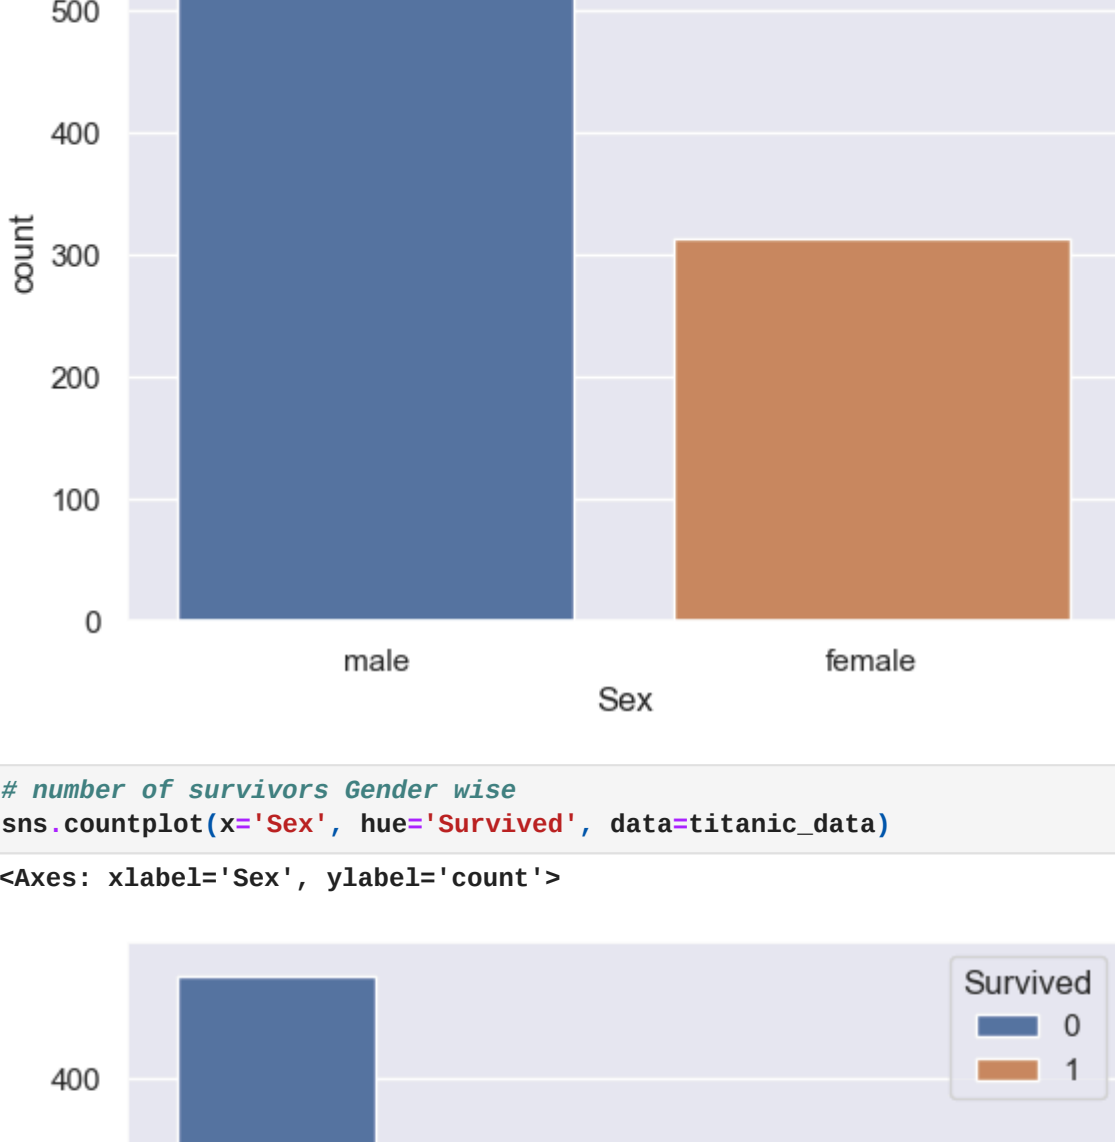 500
400
count
300
200
100
0
male female
Sex
# number of survivors Gender wise
sns.countplot(x='Sex', hue='Survived', data=titanic_data)
<Axes: xlabel='Sex', ylabel='count'>
Survived
0
1
400